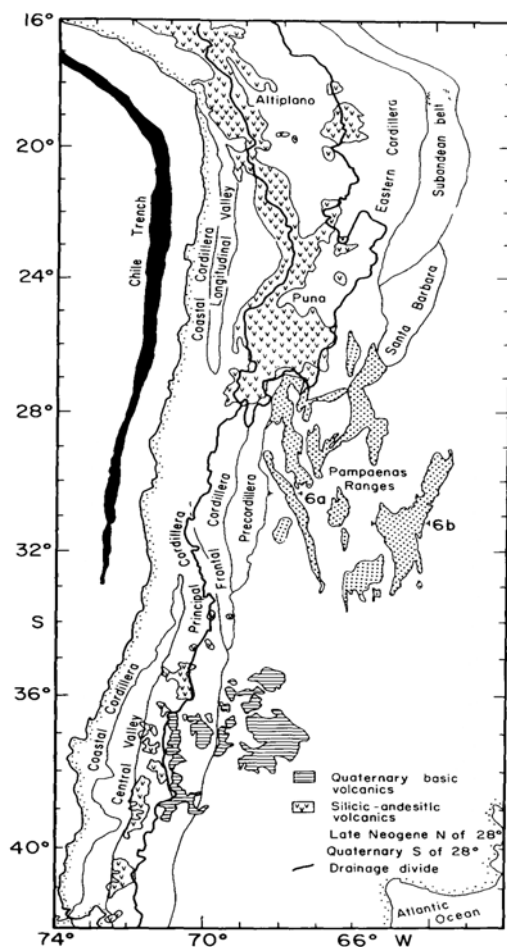 16°
Altiplano
20°
Eastern Cordillera
Subandean belt
Chile Trench
Coastal Cordillera
Longitudinal Valley
24°
Puna
Santa Barbara
28°
Pampaenas
Ranges
6a
6b
Cordillera
Precordillera
32°
Principal
Frontal
Cordillera
S
36°
Coastal Cordillera
Central Valley
Quaternary basic
volcanics
Silicic-andesitic
volcanics
Late Neogene N of 28°
Quaternary S of 28°
40°
Drainage divide
Atlantic
Ocean
74° 70° 66° W